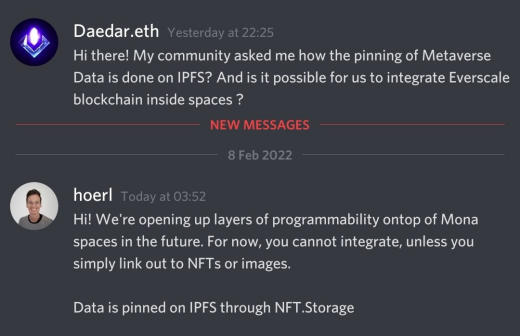 Daedar.eth Yesterday at 22:25
Hi there! My community asked me how the pinning of Metaverse
Data is done on IPFS? And is it possible for us to integrate Everscale
blockchain inside spaces ?
NEW MESSAGES
8 Feb 2022
hoerl Today at 03:52
Hi! We're opening up layers of programmability ontop of Mona
spaces in the future. For now, you cannot integrate, unless you
simply link out to NFTs or images.
Data is pinned on IPFS through NFT.Storage